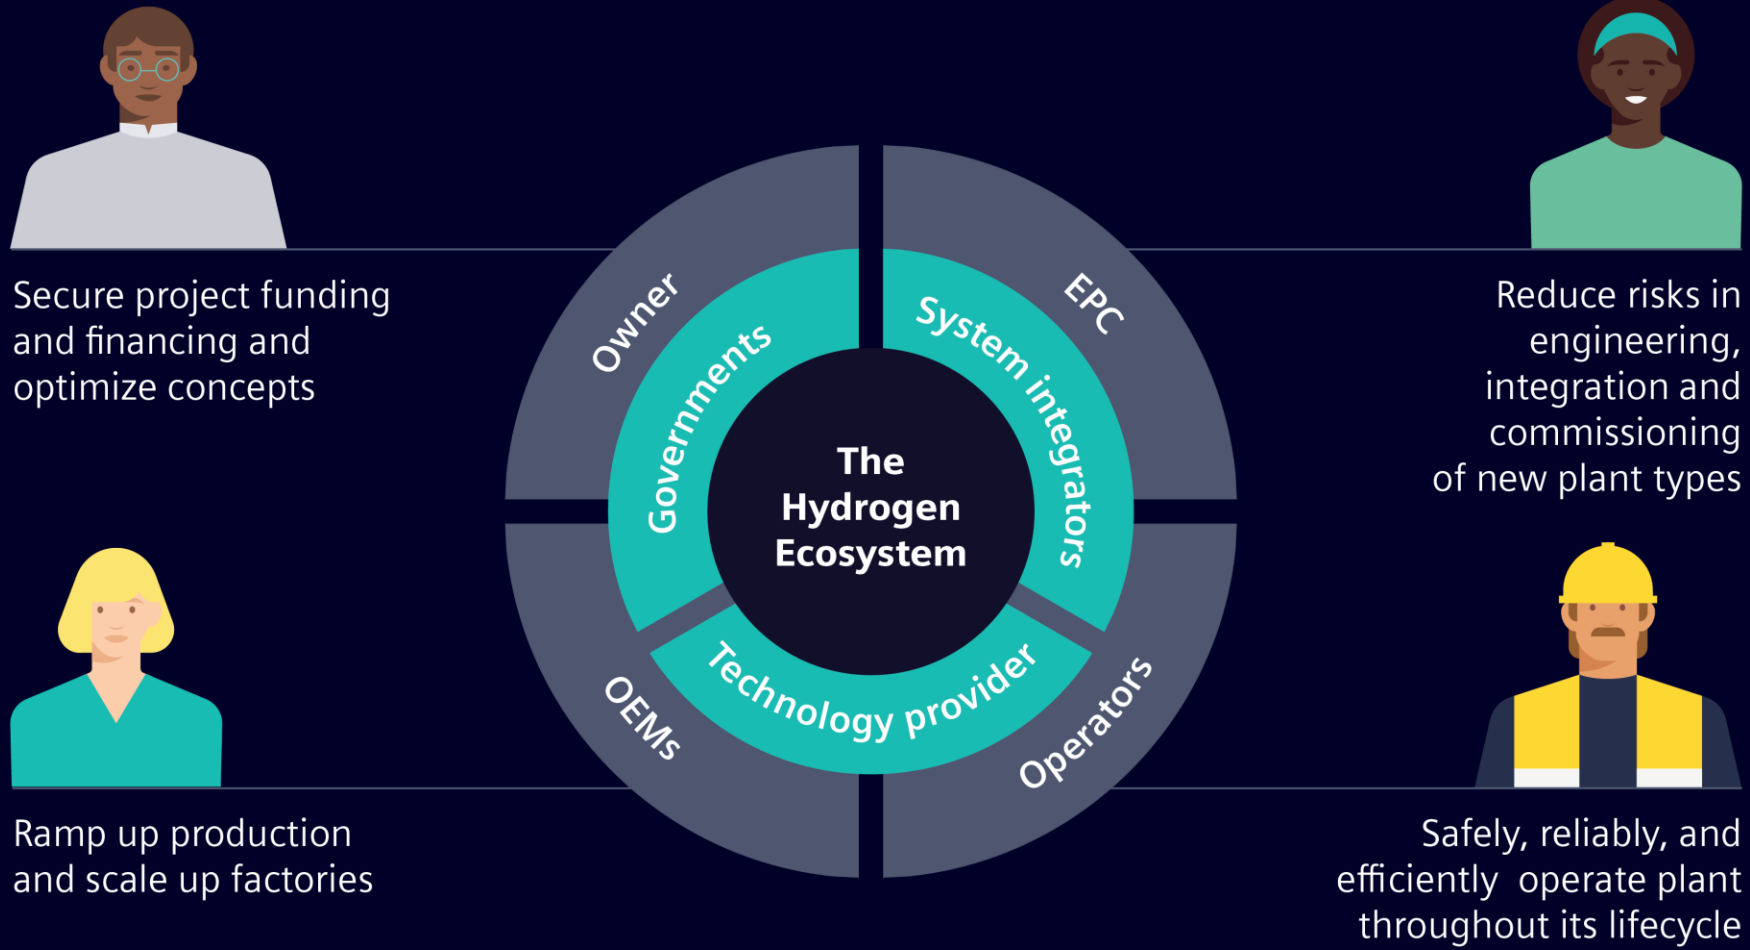 Secure project funding
and financing and
optimize concepts
Owner
Governments
System integrators
EPC
Reduce risks in
engineering,
integration and
commissioning
of new plant types
The
Hydrogen
Ecosystem
OEMs
Technology provider
Operators
Ramp up production
and scale up factories
Safely, reliably, and
efficiently operate plant
throughout its lifecycle